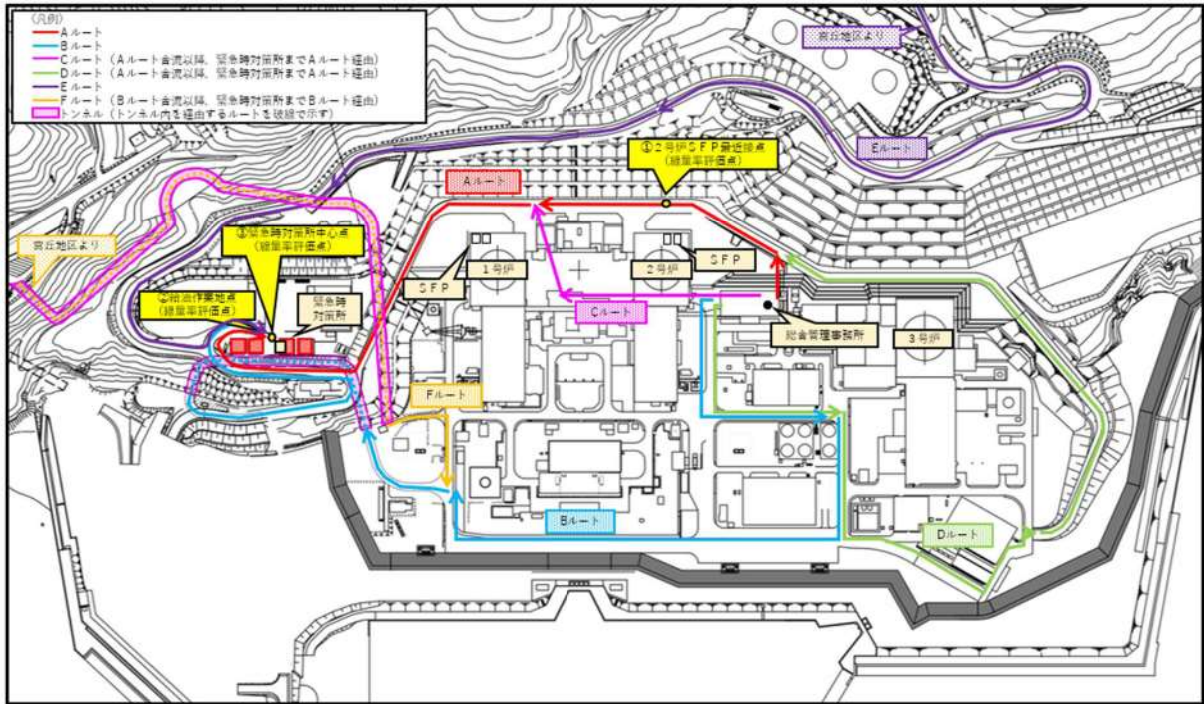 (凡例)
Aルート
Bルート
Cルート (Aルート合流以降、緊急時対策所までAルート経由)
Dルート (Aルート合流以降、緊急時対策所までAルート経由)
Eルート
Fルート (Bルート合流以降、緊急時対策所までBルート経由)
トンネル (トンネル内を経由するルートを破線で示す)
宮丘地区より
Eルート
①2号炉SFP最近接点
(線量率評価点)
Aルート
③緊急時対策所中心点
(線量率評価点)
宮丘地区より
SFP
1号炉
2号炉
SFP
②給油作業地点
(線量率評価点)
緊急時
対策所
Cルート
総合管理事務所
3号炉
Fルート
Bルート
Dルート